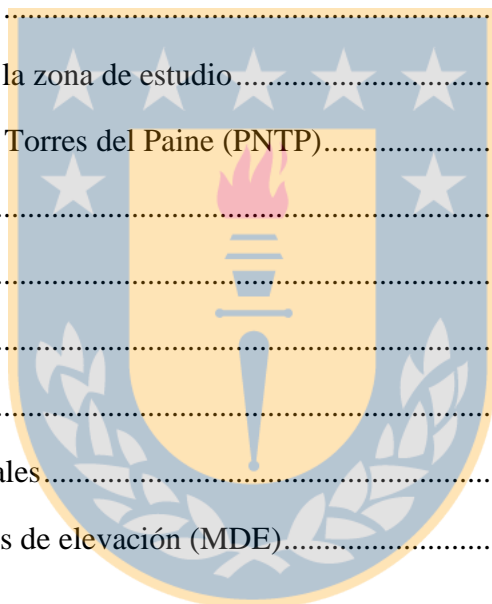 ..............................................
la zona de estudio..................................
Torres del Paine (PNTP)......................
..................................................................
..................................................................
..................................................................
..................................................................
ales............................................................
s de elevación (MDE)...........................